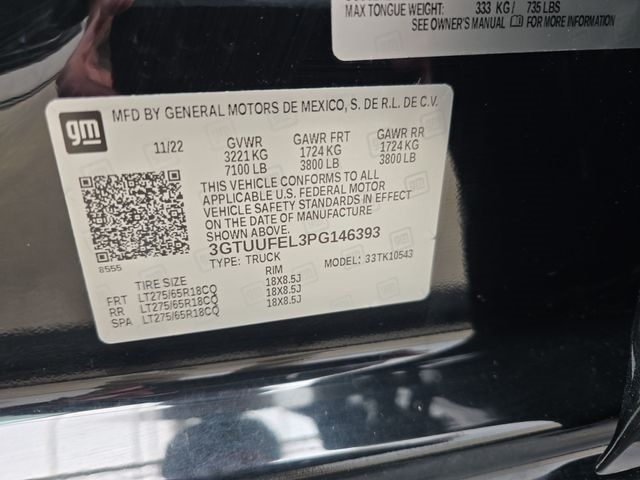 MAX TONGUE WEIGHT: 333 KG/ 735 LBS
SEE OWNER'S MANUAL FOR MORE INFORMATION
gm
MFD BY GENERAL MOTORS DE MEXICO, S. DE R.L. DE C.V.
11/22 GVWR GAWR FRT GAWR RR
3221 KG 1724 KG 1724 KG
7100 LB 3800 LB 3800 LB
THIS VEHICLE CONFORMS TO ALL
APPLICABLE U.S. FEDERAL MOTOR
VEHICLE SAFETY STANDARDS IN EFFECT
ON THE DATE OF MANUFACTURE
SHOWN ABOVE.
3GTUUFEL3PG146393
8555
TYPE: TRUCK MODEL: 33TK10543
TIRE SIZE RIM
FRT LT275/65R18CQ 18X8.5J
RR LT275/65R18CQ 18X8.5J
SPA LT275/65R18CQ 18X8.5J